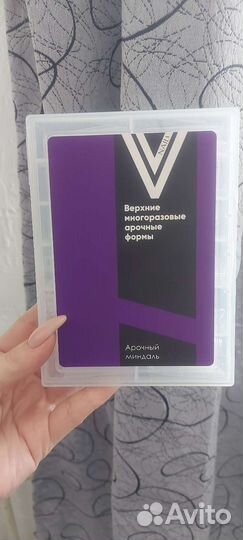 Верхние
многоразовые
арочные
формы
Арочный
миндаль
Avito